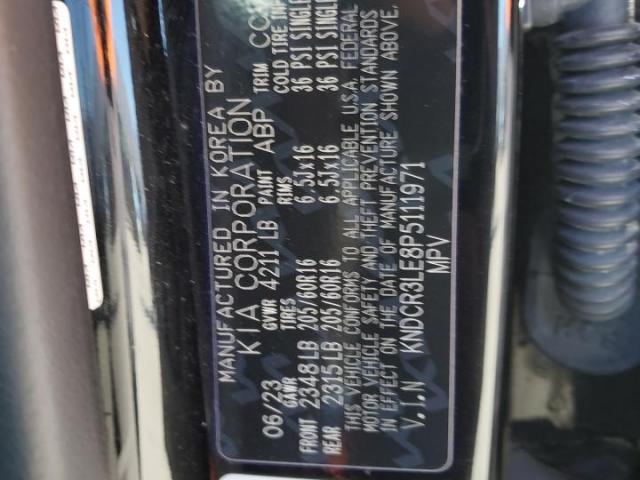 MANUFACTURED IN KOREA BY
KIA CORPORATION
06/23 GVWR 4211 LB PAINT ABP TRIM CC
GAWR TIRES RIMS COLD TIRE IN
FRONT 2348LB 205/60R16 6.5Jx16 36 PSI SINGLE
REAR 2315LB 205/60R16 6.5Jx16 36 PSI SINGLE
THIS VEHICLE CONFORMS TO ALL APPLICABLE U.S.A. FEDERAL
MOTOR VEHICLE SAFETY AND THEFT PREVENTION STANDARDS
IN EFFECT ON THE DATE OF MANUFACTURE SHOWN ABOVE.
V.I.N KNDCR3LE8P5111971
MPV